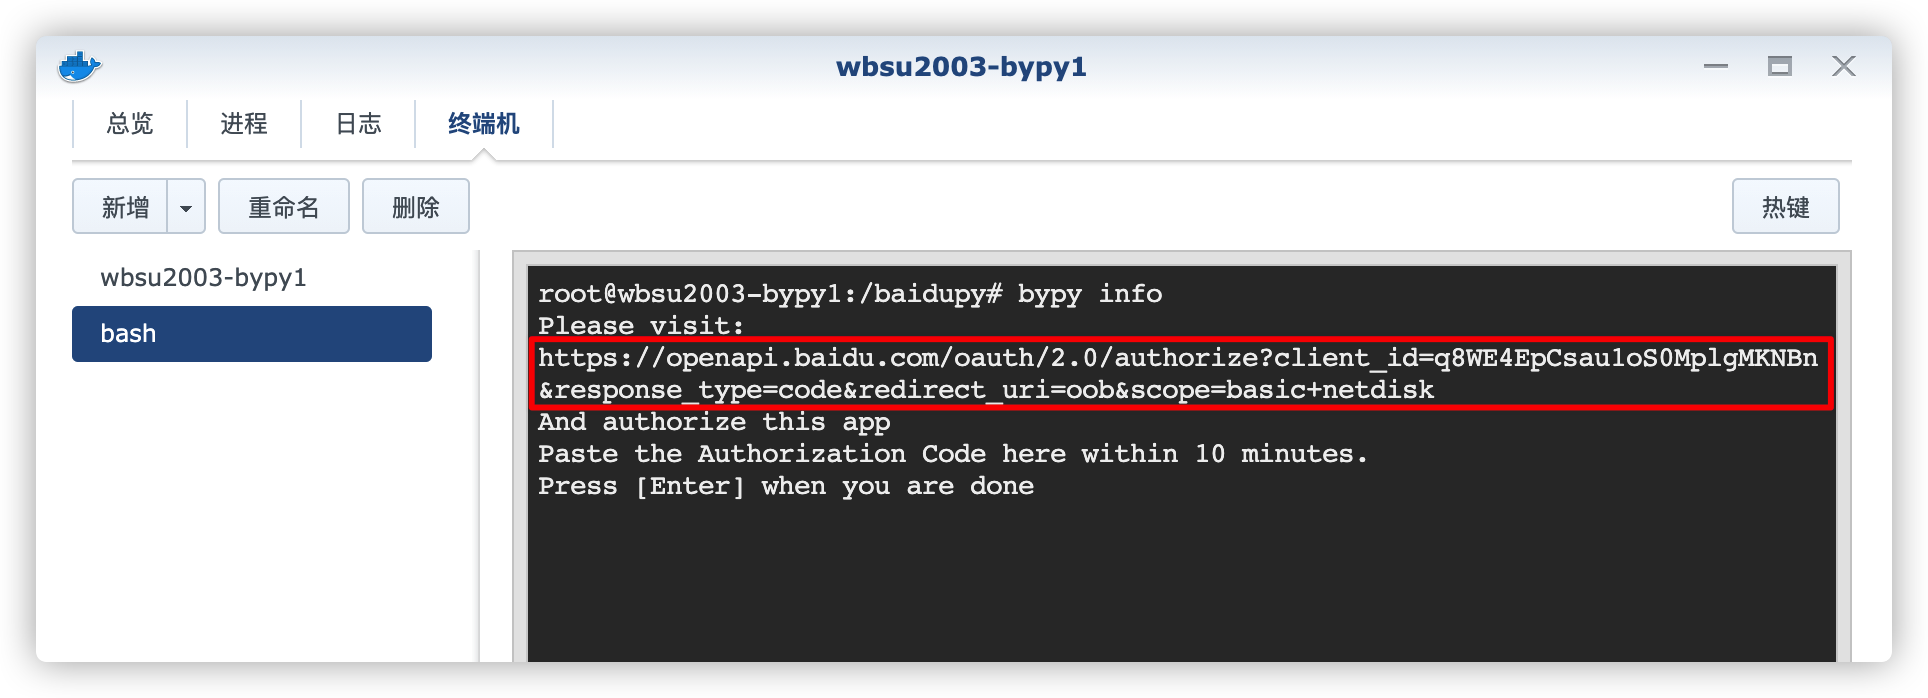 wbsu2003-bypy1
总览 进程 日志 终端机
新增 重命名 删除 热键
wbsu2003-bypy1
bash
root@wbsu2003-bypy1:/baidupy# bypy info
Please visit:
https://openapi.baidu.com/oauth/2.0/authorize?client_id=q8WE4EpCsau1oS0MplgMKNBn
&response_type=code&redirect_uri=oob&scope=basic+netdisk
And authorize this app
Paste the Authorization Code here within 10 minutes.
Press [Enter] when you are done